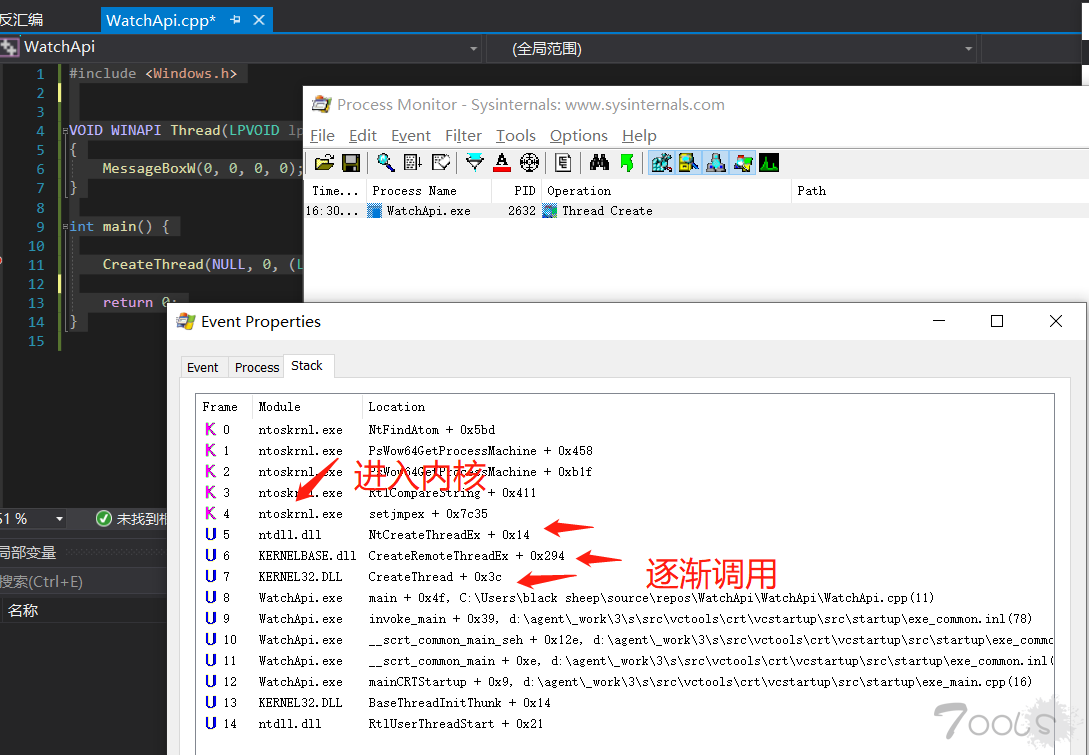 反汇编
WatchApi.cpp*
WatchApi
(全局范围)
1 #include <Windows.h>
2
3
4 VOID WINAPI Thread(LPVOID lp
5 {
6 MessageBoxW(0, 0, 0, 0);
7 }
8
9 int main() {
10
11 CreateThread(NULL, 0, (L
12
13 return 0;
14 }
15
Process Monitor - Sysinternals: www.sysinternals.com
File Edit Event Filter Tools Options Help
Time... Process Name PID Operation Path
16:30... WatchApi.exe 2632 Thread Create
51 %
未找到相
局部变量
搜索(Ctrl+E)
名称
Event Properties
Event Process Stack
Frame Module Location
K 0 ntoskrnl.exe NtFindAtom + 0x5bd
K 1 ntoskrnl.exe PsWow64GetProcessMachine + 0x458
K 2 ntoskrnl.exe PsWow64GetProcessMachine + 0xb1f
K 3 ntoskrnl.exe RtlCompareString + 0x411
K 4 ntoskrnl.exe setjmpex + 0x7c35
U 5 ntdll.dll NtCreateThreadEx + 0x14
U 6 KERNELBASE.dll CreateRemoteThreadEx + 0x294
U 7 KERNEL32.DLL CreateThread + 0x3c
U 8 WatchApi.exe main + 0x4f, C:\Users\black sheep\source\repos\WatchApi\WatchApi\WatchApi.cpp(11)
U 9 WatchApi.exe invoke_main + 0x39, d:\agent\_work\3\s\src\vctools\crt\vcstartup\src\startup\exe_common.inl(78)
U 10 WatchApi.exe __scrt_common_main_seh + 0x12e, d:\agent\_work\3\s\src\vctools\crt\vcstartup\src\startup\exe_commo
U 11 WatchApi.exe __scrt_common_main + 0xe, d:\agent\_work\3\s\src\vctools\crt\vcstartup\src\startup\exe_common.inl(
U 12 WatchApi.exe mainCRTStartup + 0x9, d:\agent\_work\3\s\src\vctools\crt\vcstartup\src\startup\exe_main.cpp(16)
U 13 KERNEL32.DLL BaseThreadInitThunk + 0x14
U 14 ntdll.dll RtlUserThreadStart + 0x21
进入内核
逐渐调用
Tools